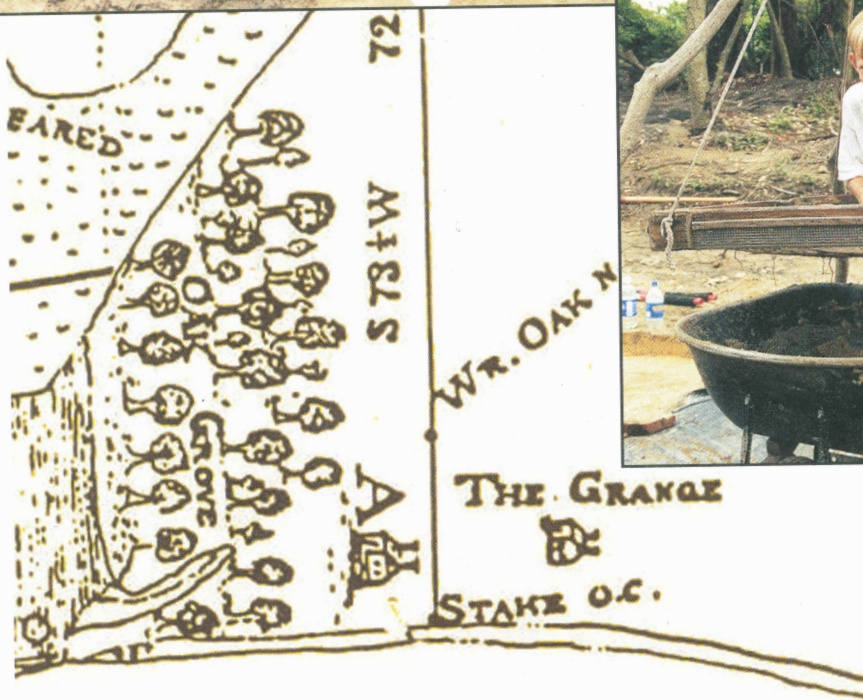 EARED
72
S 73½ W
WR. OAK N
GROVE
A
THE GRANGE
STAKE O.C.